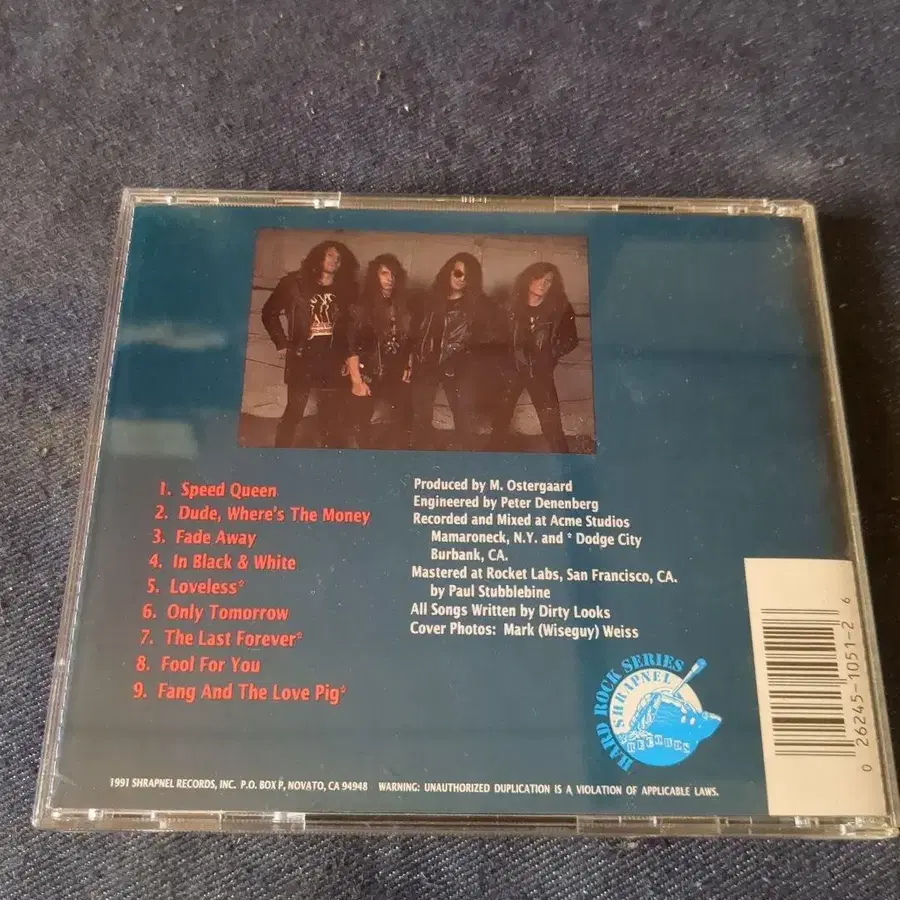 1. Speed Queen
2. Dude, Where's The Money
3. Fade Away
4. In Black & White
5. Loveless*
6. Only Tomorrow
7. The Last Forever*
8. Fool For You
9. Fang And The Love Pig*
Produced by M. Ostergaard
Engineered by Peter Denenberg
Recorded and Mixed at Acme Studios
Mamaroneck, N.Y. and * Dodge City
Burbank, CA.
Mastered at Rocket Labs, San Francisco, CA.
by Paul Stubblebine
All Songs Written by Dirty Looks
Cover Photos: Mark (Wiseguy) Weiss
HARD ROCK SERIES
SHRAPNEL
RECORDS
0 26245-1051-2 6
1991 SHRAPNEL RECORDS, INC. P.O. BOX P, NOVATO, CA 94948 WARNING: UNAUTHORIZED DUPLICATION IS A VIOLATION OF APPLICABLE LAWS.